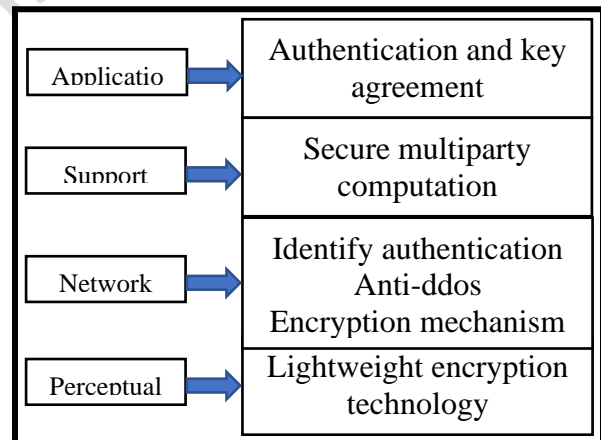 Applicatio
Authentication and key
agreement
Support
Secure multiparty
computation
Network
Identify authentication
Anti-ddos
Encryption mechanism
Perceptual
Lightweight encryption
technology